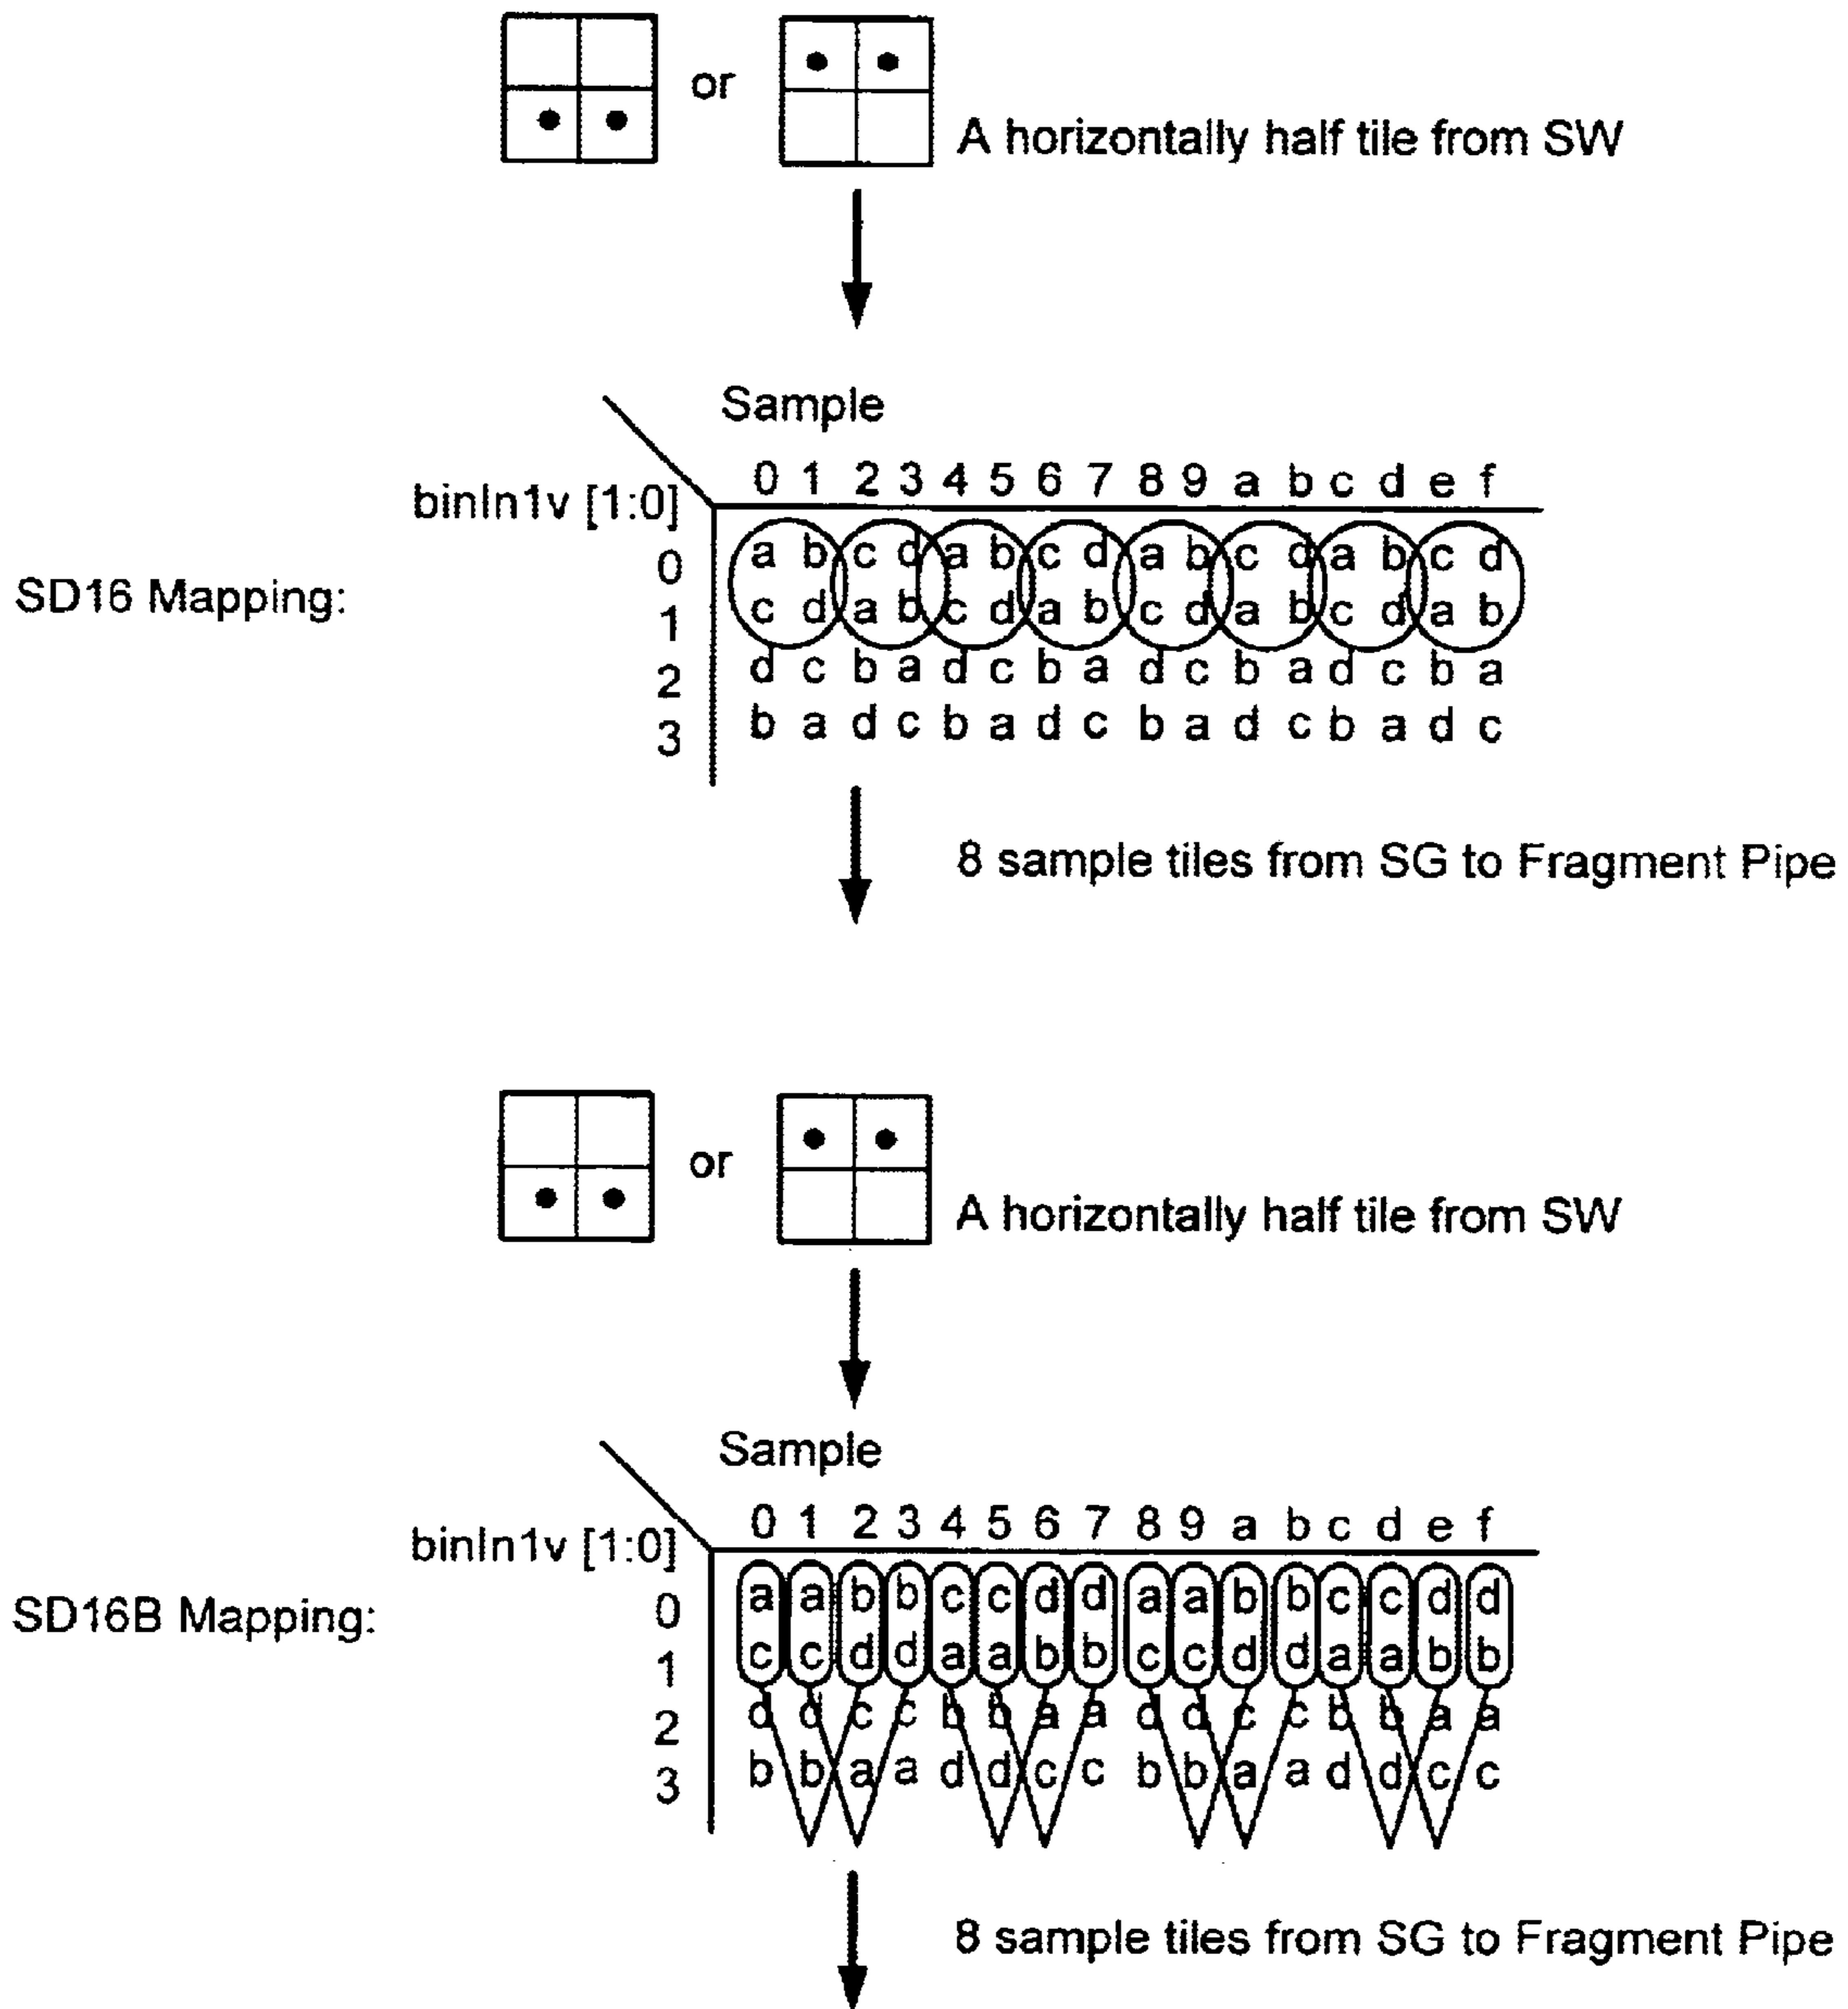 or
A horizontally half tile from SW
Sample
binIn1v [1:0] 0 1 2 3 4 5 6 7 8 9 a b c d e f
0 a b c d a b c d a b c d a b c d
SD16 Mapping:
1 c d a b c d a b c d a b c d a b
2 d c b a d c b a d c b a d c b a
3 b a d c b a d c b a d c b a d c
8 sample tiles from SG to Fragment Pipe
or
A horizontally half tile from SW
Sample
binIn1v [1:0] 0 1 2 3 4 5 6 7 8 9 a b c d e f
0 a a b b c c d d a a b b c c d d
SD16B Mapping:
1 c c d d a a b b c c d d a a b b
2 d d c c b b a a d d c c b b a a
3 b b a a d d c c b b a a d d c c
8 sample tiles from SG to Fragment Pipe